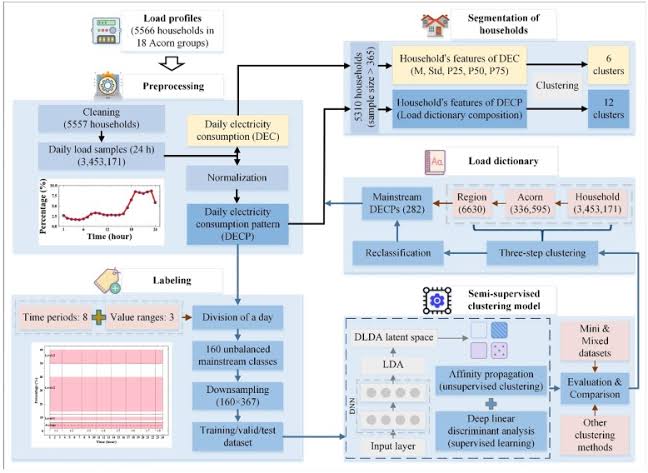 Load profiles
(5566 households in
18 Acorn groups)
Preprocessing
Cleaning
(5557 households)
Daily load samples (24 h)
(3,453,171)
Daily electricity
consumption (DEC)
Normalization
Daily electricity
consumption pattern
(DECP)
Percentage (%)
Time (hour)
Segmentation of
households
5310 households
(sample size > 365)
Household's features of DEC
(M, Std, P25, P50, P75)
Household's features of DECP
(Load dictionary composition)
Clustering
6
clusters
12
clusters
Load dictionary
Mainstream
DECPs (282)
Region
(6630)
Acorn
(336,595)
Household
(3,453,171)
Reclassification
Three-step clustering
Labeling
Time periods: 8
Value ranges: 3
Division of a day
160 unbalanced
mainstream classes
Downsampling
(160×367)
Training/valid/test
dataset
Semi-supervised
clustering model
DLDA latent space
LDA
DNN
Input layer
Affinity propagation
(unsupervised clustering)
Deep linear
discriminant analysis
(supervised learning)
Mini &
Mixed
datasets
Evaluation &
Comparison
Other
clustering
methods